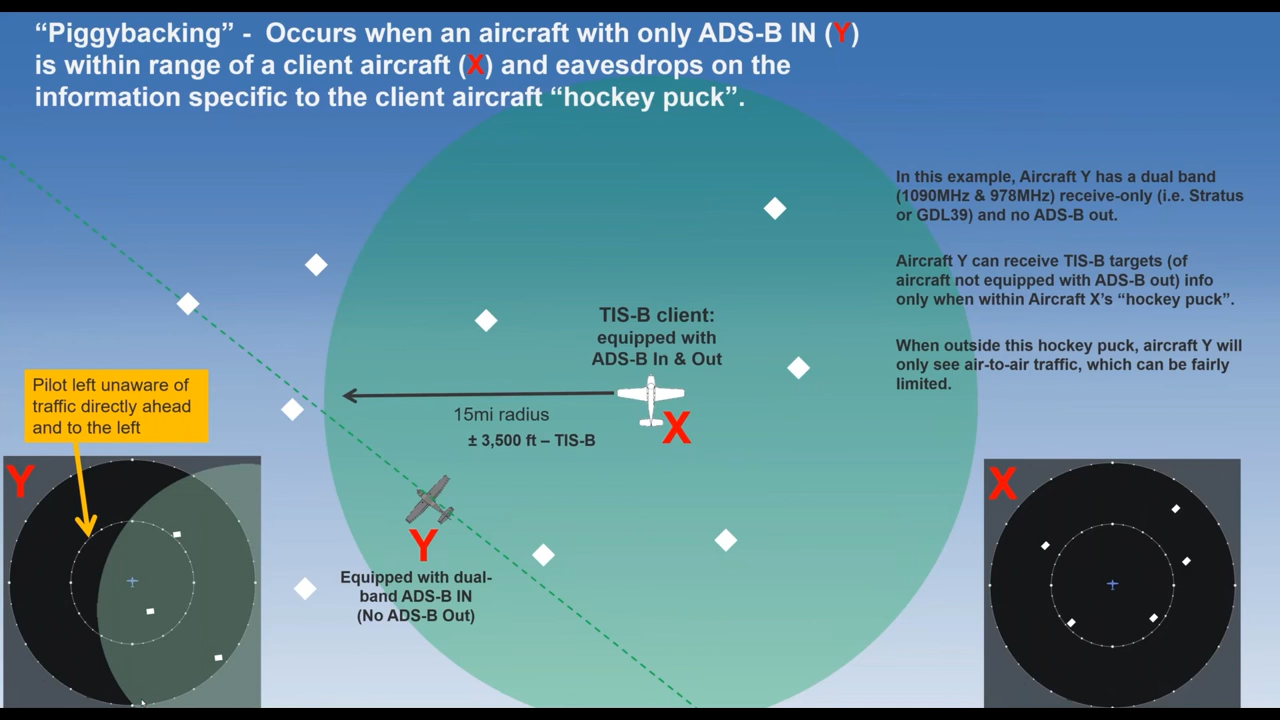 “Piggybacking” - Occurs when an aircraft with only ADS-B IN (Y)
is within range of a client aircraft (X) and eavesdrops on the
information specific to the client aircraft “hockey puck”.
In this example, Aircraft Y has a dual band
(1090MHz & 978MHz) receive-only (i.e. Stratus
or GDL39) and no ADS-B out.
Aircraft Y can receive TIS-B targets (of
aircraft not equipped with ADS-B out) info
only when within Aircraft X’s “hockey puck”.
When outside this hockey puck, aircraft Y will
only see air-to-air traffic, which can be fairly
limited.
TIS-B client:
equipped with
ADS-B In & Out
X
15mi radius
± 3,500 ft – TIS-B
Pilot left unaware of
traffic directly ahead
and to the left
Y
Y
Equipped with dual-
band ADS-B IN
(No ADS-B Out)
X